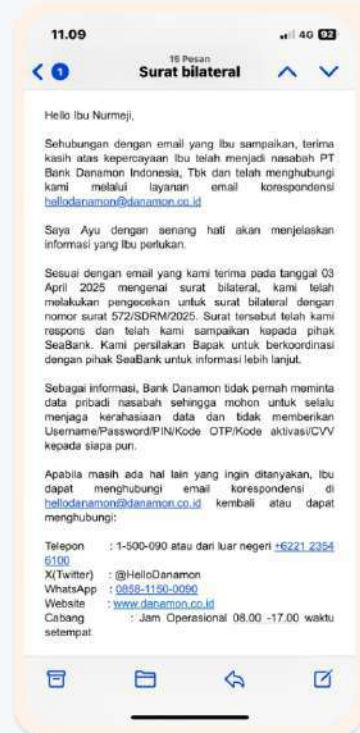 11.09
4G 92
1
15 Pesan
Surat bilateral
Hello Ibu Nurmeji,
Sehubungan dengan email yang Ibu sampaikan, terima
kasih atas kepercayaan Ibu telah menjadi nasabah PT
Bank Danamon Indonesia, Tbk dan telah menghubungi
kami melalui layanan email korespondensi
hellodanamon@danamon.co.id
Saya Ayu dengan senang hati akan menjelaskan
informasi yang Ibu perlukan.
Sesuai dengan email yang kami terima pada tanggal 03
April 2025 mengenai surat bilateral, kami telah
melakukan pengecekan untuk surat bilateral dengan
nomor surat 572/SDRM/2025. Surat tersebut telah kami
respons dan telah kami sampaikan kepada pihak
SeaBank. Kami persilakan Bapak untuk berkoordinasi
dengan pihak SeaBank untuk informasi lebih lanjut.
Sebagai informasi, Bank Danamon tidak pernah meminta
data pribadi nasabah sehingga mohon untuk selalu
menjaga kerahasiaan data dan tidak memberikan
Username/Password/PIN/Kode OTP/Kode aktivasi/CVV
kepada siapa pun.
Apabila masih ada hal lain yang ingin ditanyakan, Ibu
dapat menghubungi email korespondensi di
hellodanamon@danamon.co.id kembali atau dapat
menghubungi:
Telepon : 1-500-090 atau dari luar negeri +6221 2354
6100
X(Twitter) : @HelloDanamon
WhatsApp : 0858-1150-0090
Website : www.danamon.co.id
Cabang : Jam Operasional 08.00 -17.00 waktu
setempat